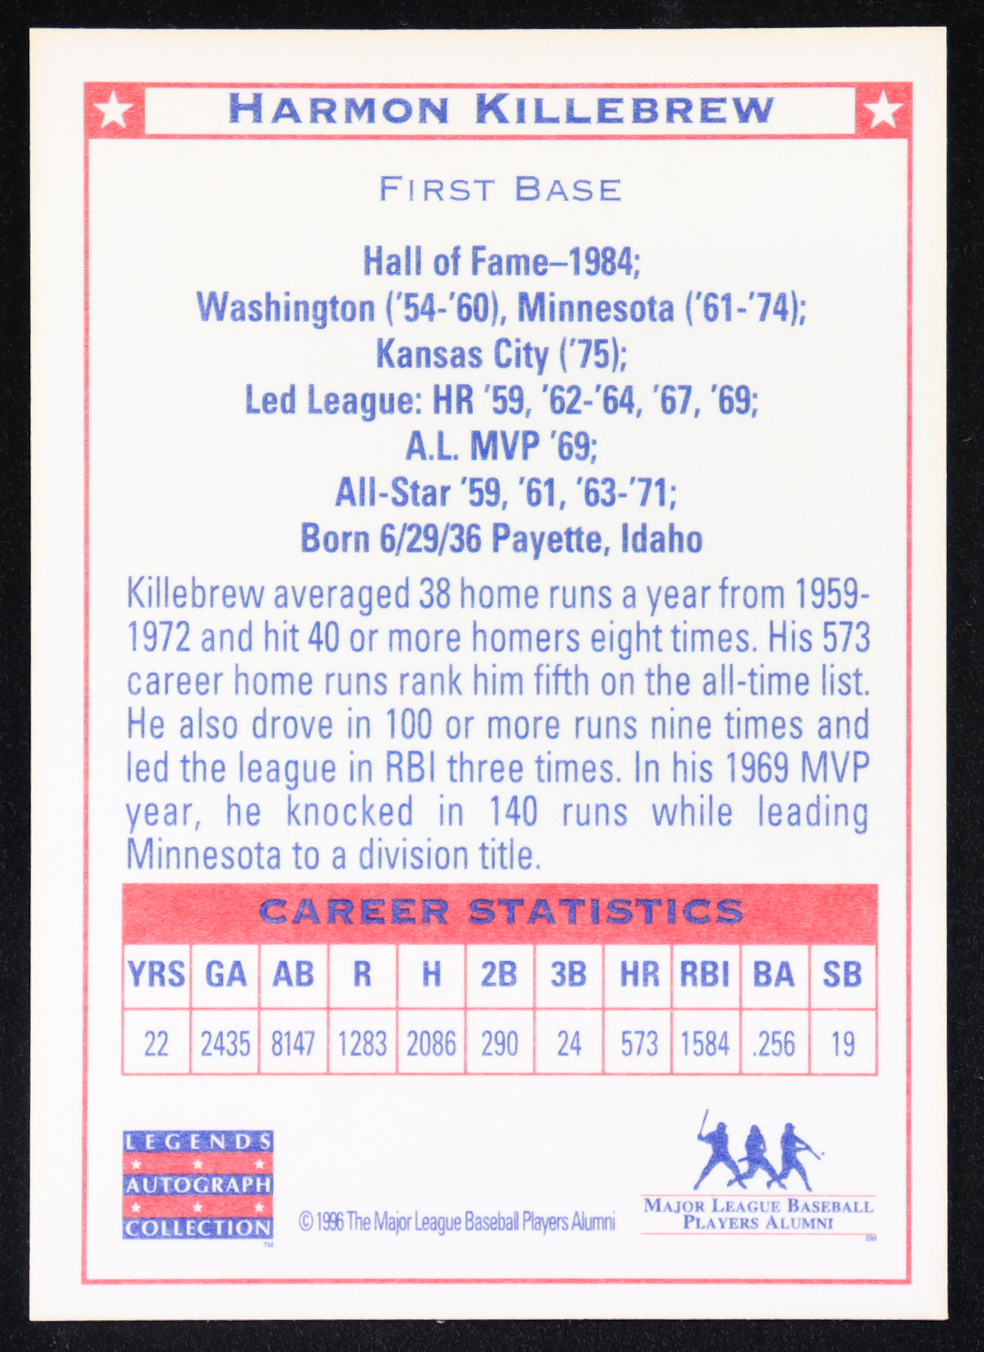 HARMON KILLEBREW
FIRST BASE
Hall of Fame–1984;
Washington ('54-'60), Minnesota ('61-'74);
Kansas City ('75);
Led League: HR '59, '62-'64, '67, '69;
A.L. MVP '69;
All-Star '59, '61, '63-'71;
Born 6/29/36 Payette, Idaho
Killebrew averaged 38 home runs a year from 1959-
1972 and hit 40 or more homers eight times. His 573
career home runs rank him fifth on the all-time list.
He also drove in 100 or more runs nine times and
led the league in RBI three times. In his 1969 MVP
year, he knocked in 140 runs while leading
Minnesota to a division title.
CAREER STATISTICS
YRS GA AB R H 2B 3B HR RBI BA SB
22 2435 8147 1283 2086 290 24 573 1584 .256 19
LEGENDS
AUTOGRAPH
COLLECTION
TM
© 1996 The Major League Baseball Players Alumni
MAJOR LEAGUE BASEBALL
PLAYERS ALUMNI
SM